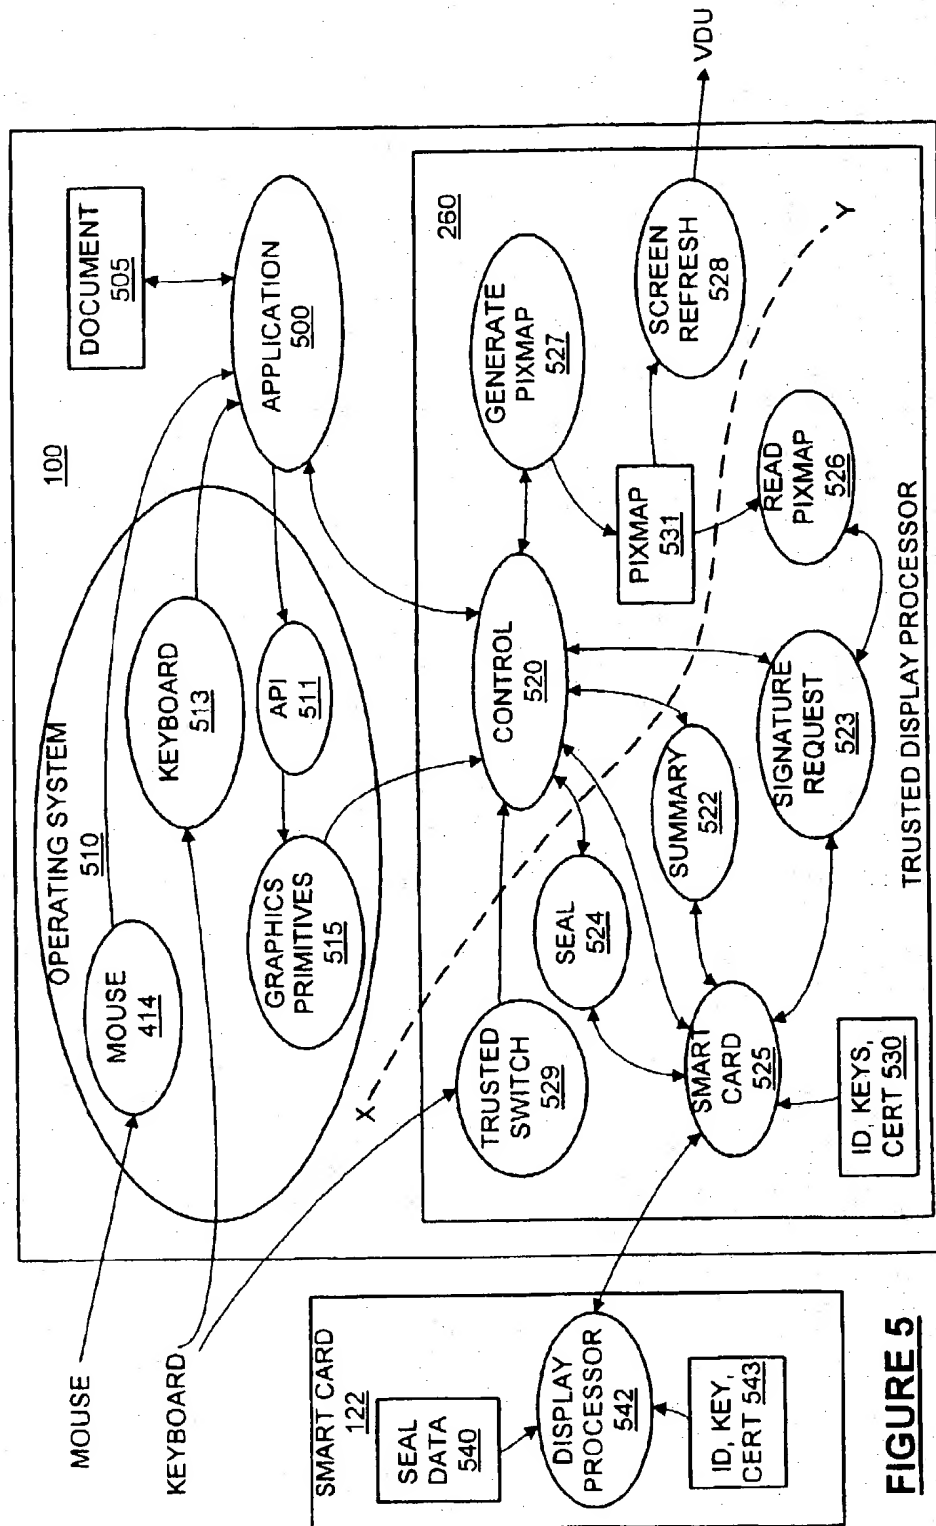 MOUSE
KEYBOARD
100
OPERATING SYSTEM
510
MOUSE
414
KEYBOARD
513
API
511
GRAPHICS
PRIMITIVES
515
DOCUMENT
505
APPLICATION
500
X
260
TRUSTED
SWITCH
529
CONTROL
520
GENERATE
PIXMAP
527
SEAL
524
PIXMAP
531
SCREEN
REFRESH
528
VDU
SUMMARY
522
Y
SMART
CARD
525
SIGNATURE
REQUEST
523
READ
PIXMAP
526
ID, KEYS,
CERT 530
TRUSTED DISPLAY PROCESSOR
SMART CARD
122
SEAL
DATA
540
DISPLAY
PROCESSOR
542
ID, KEY,
CERT 543
FIGURE 5